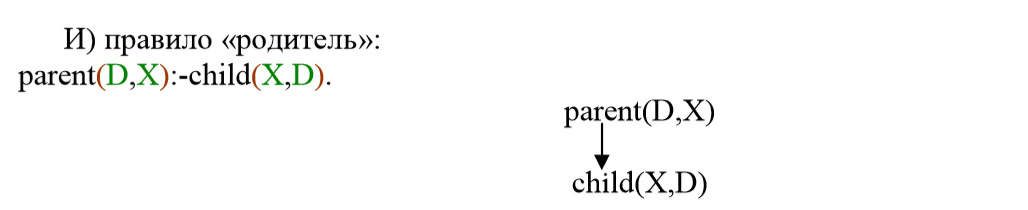 И) правило «родитель»:
parent(D,X):-child(X,D).
parent(D,X)
child(X,D)